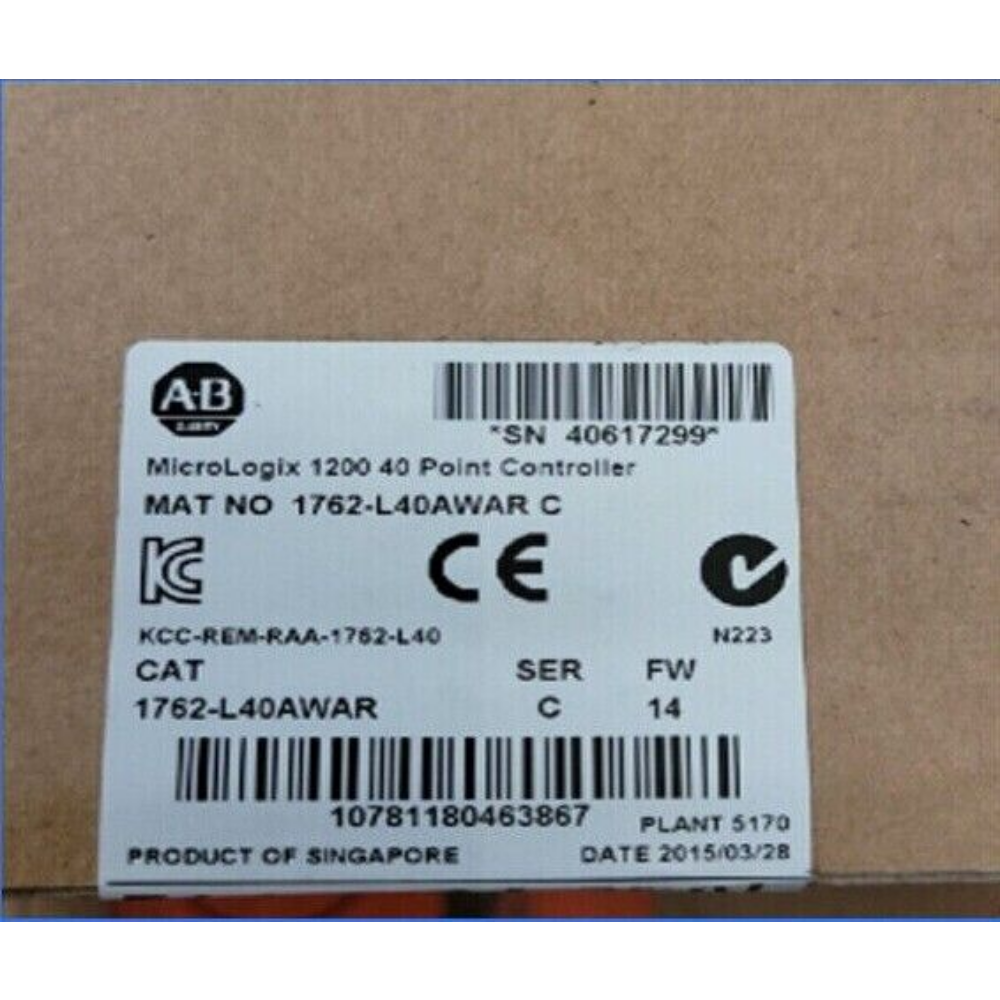 A·B
*SN 40617299*
MicroLogix 1200 40 Point Controller
MAT NO 1762-L40AWAR C
KCC-REM-RAA-1762-L40
N223
CAT SER FW
1762-L40AWAR C 14
10781180463867
PLANT 5170
PRODUCT OF SINGAPORE
DATE 2015/03/28